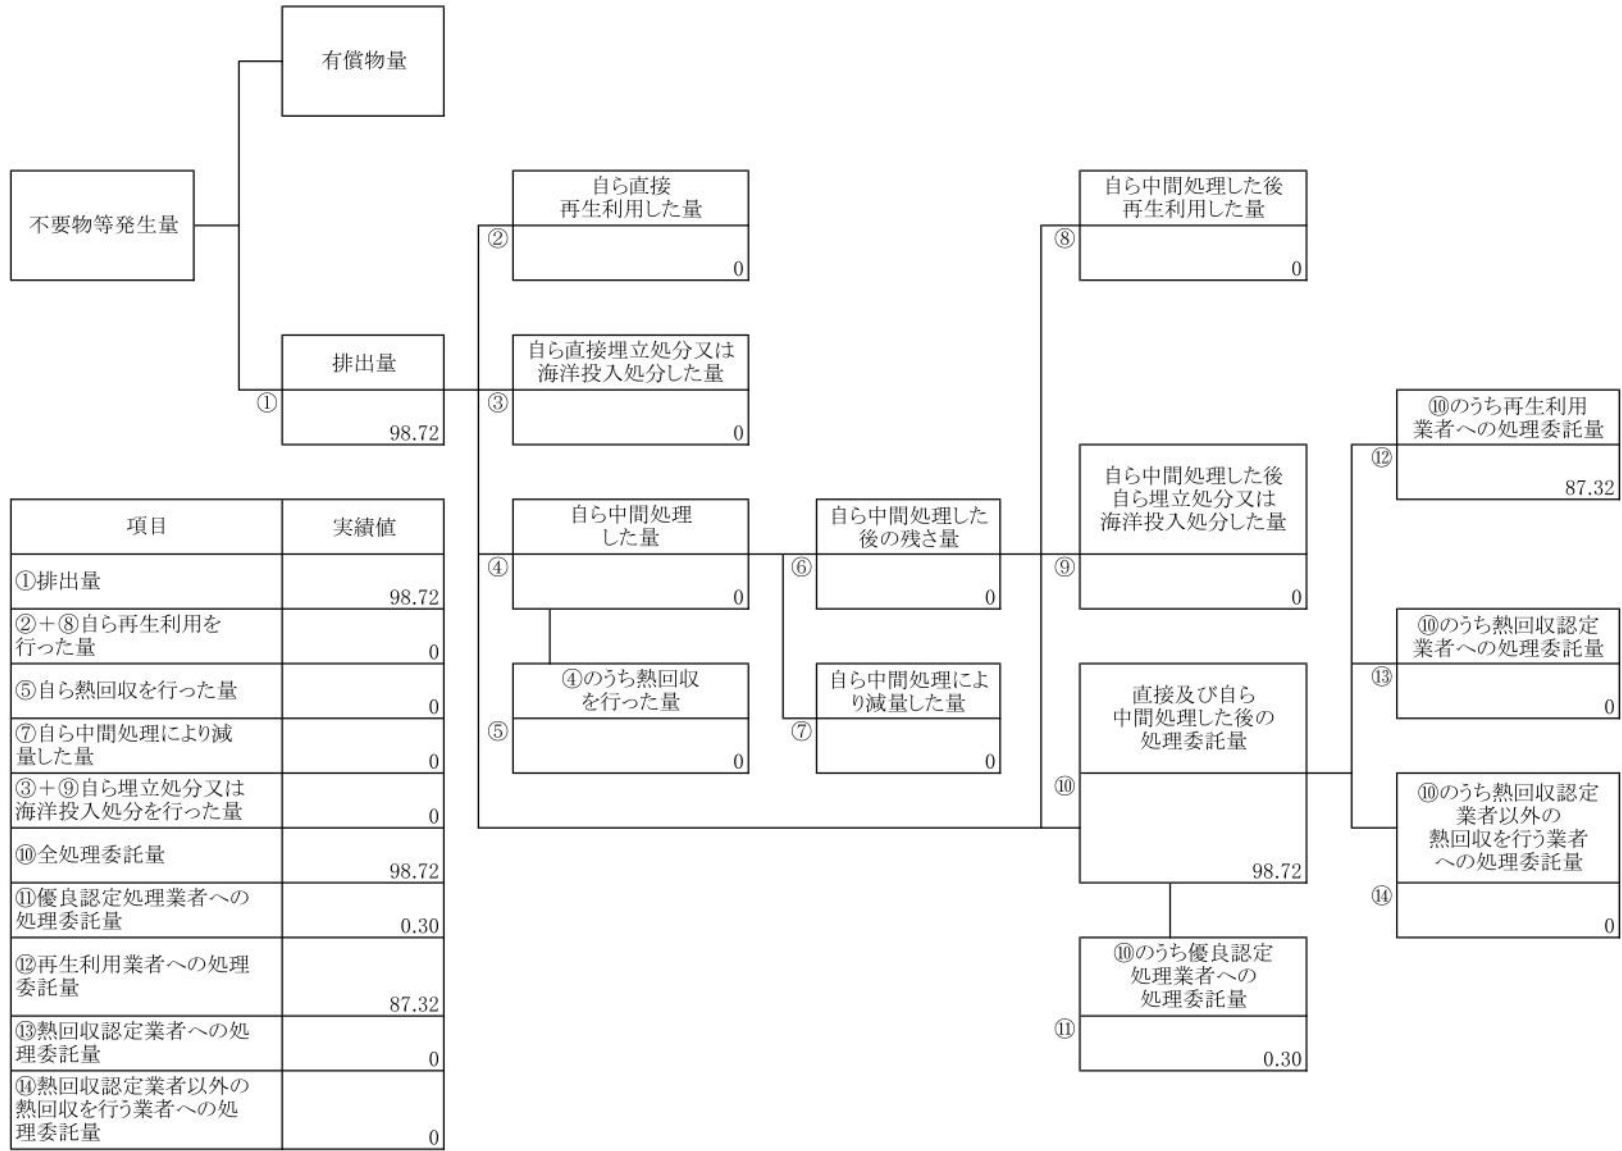 有償物量
不要物等発生量
排出量
①
98.72
自ら直接
再生利用した量
②
0
自ら直接埋立処分又は
海洋投入処分した量
③
0
自ら中間処理
した量
④
0
④のうち熱回収
を行った量
⑤
0
自ら中間処理した
後の残さ量
⑥
0
自ら中間処理によ
り減量した量
⑦
0
自ら中間処理した後
再生利用した量
⑧
0
自ら中間処理した後
自ら埋立処分又は
海洋投入処分した量
⑨
0
直接及び自ら
中間処理した後の
処理委託量
⑩
98.72
⑩のうち優良認定
処理業者への
処理委託量
⑪
0.30
⑩のうち再生利用
業者への処理委託量
⑫
87.32
⑩のうち熱回収認定
業者への処理委託量
⑬
0
⑩のうち熱回収認定
業者以外の
熱回収を行う業者
への処理委託量
⑭
0
項目 実績値
①排出量
98.72
②+⑧自ら再生利用を
行った量
0
⑤自ら熱回収を行った量
0
⑦自ら中間処理により減
量した量
0
③+⑨自ら埋立処分又は
海洋投入処分を行った量
0
⑩全処理委託量
98.72
⑪優良認定処理業者への
処理委託量
0.30
⑫再生利用業者への処理
委託量
87.32
⑬熱回収認定業者への処
理委託量
0
⑭熱回収認定業者以外の
熱回収を行う業者への処
理委託量
0